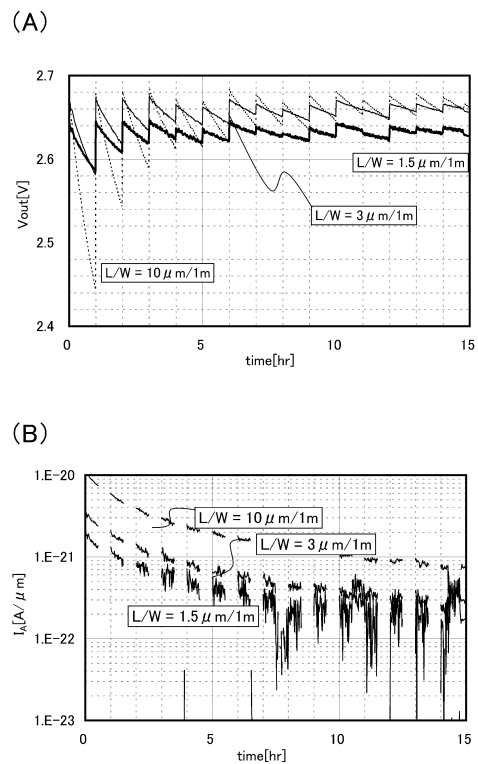 (A)
2.7
2.6
2.5
2.4
Vout[V]
L/W = 1.5 μm/1m
L/W = 3 μm/1m
L/W = 10 μm/1m
0
5
10
15
time[hr]
(B)
1.E-20
1.E-21
1.E-22
1.E-23
I_A[A/μm]
L/W = 10 μm/1m
L/W = 3 μm/1m
L/W = 1.5 μm/1m
0
5
10
15
time[hr]